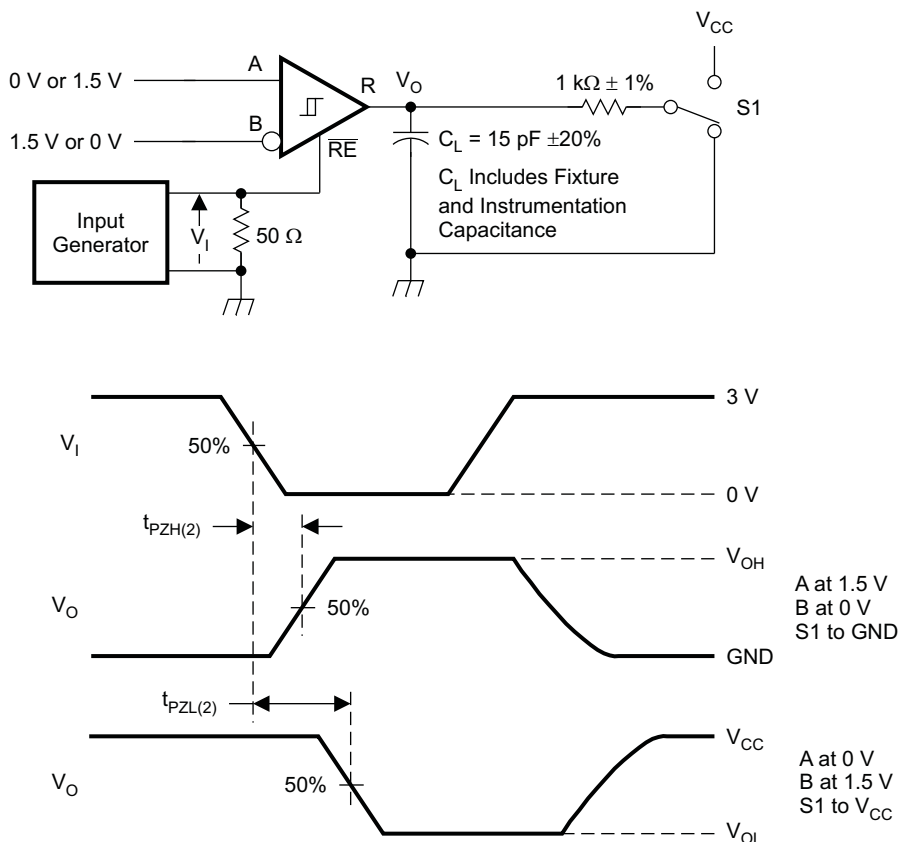 V_CC
0 V or 1.5 V
A
R
V_O
1 kΩ ± 1%
S1
1.5 V or 0 V
B
R̅E̅
C_L = 15 pF ±20%
C_L Includes Fixture
and Instrumentation
Capacitance
Input
Generator
V_I
50 Ω
3 V
V_I
50%
0 V
t_PZH(2)
V_OH
A at 1.5 V
B at 0 V
S1 to GND
V_O
50%
GND
t_PZL(2)
V_CC
A at 0 V
B at 1.5 V
S1 to V_CC
V_O
50%
V_OL